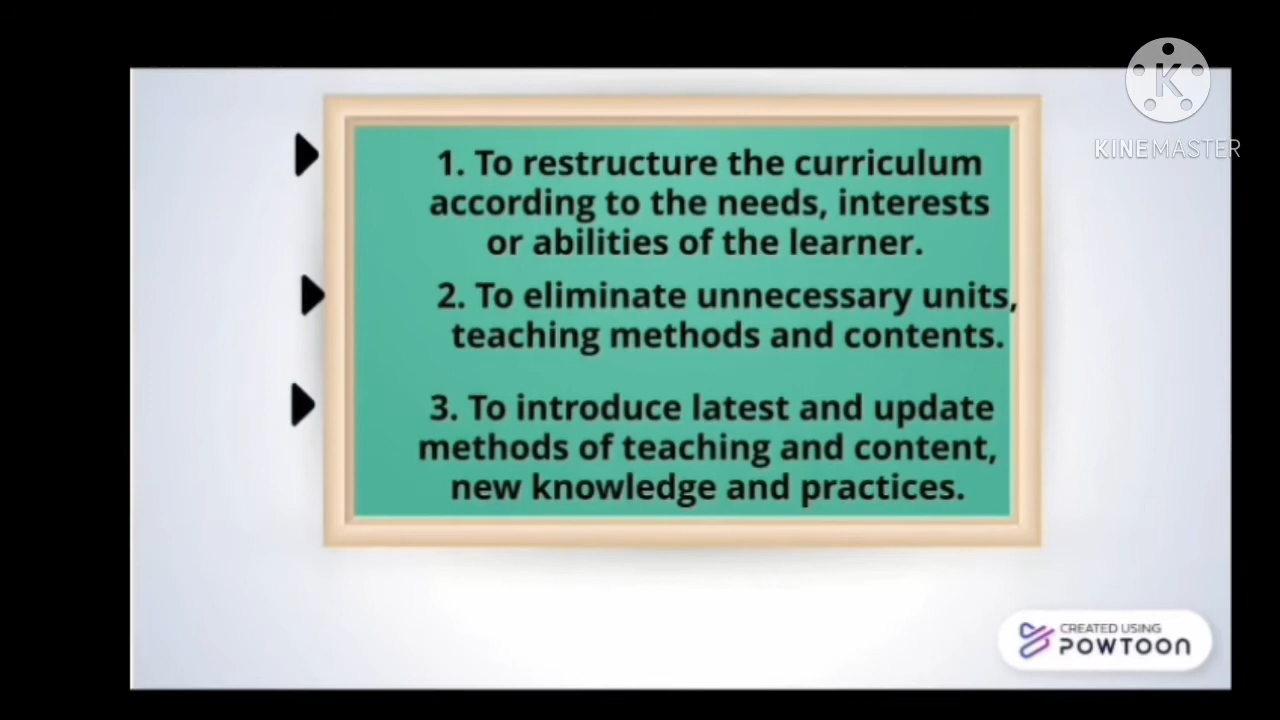 KINEMASTER
1. To restructure the curriculum
according to the needs, interests
or abilities of the learner.
2. To eliminate unnecessary units,
teaching methods and contents.
3. To introduce latest and update
methods of teaching and content,
new knowledge and practices.
CREATED USING
POWTOON